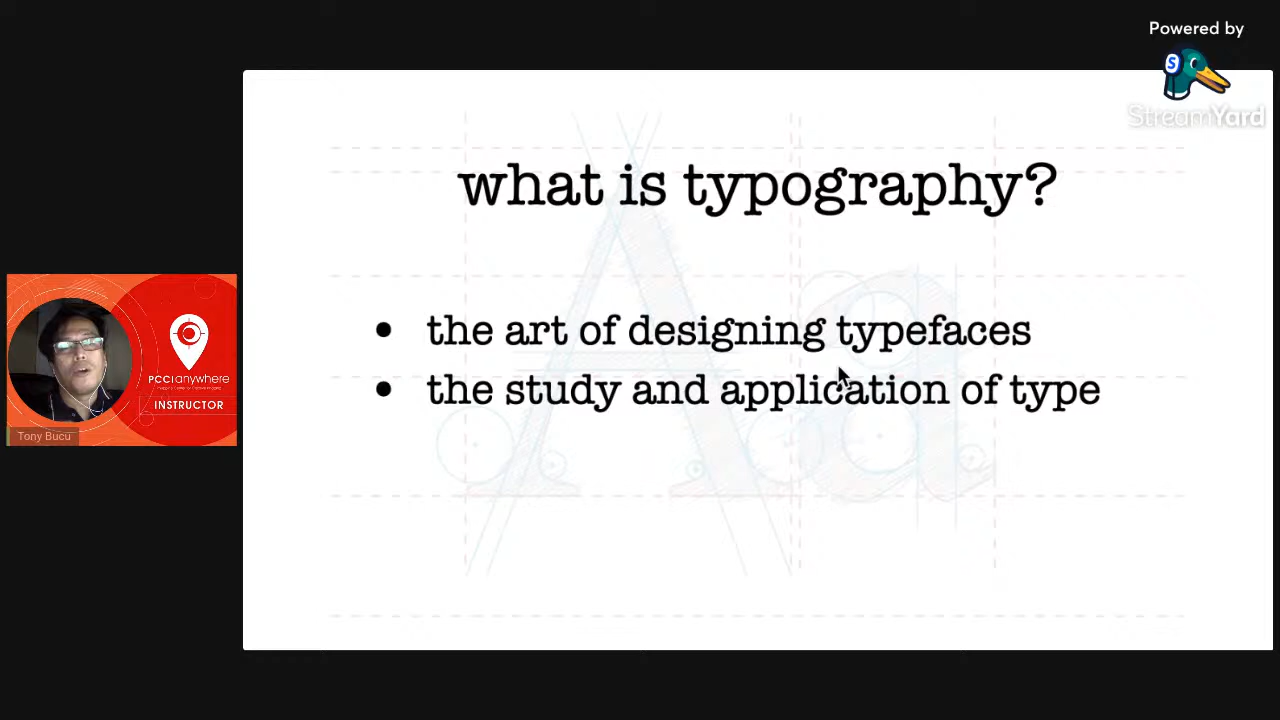 Powered by
S
StreamYard
what is typography?
• the art of designing typefaces
• the study and application of type
PCCIanywhere
INSTRUCTOR
Tony Bucu
Aa